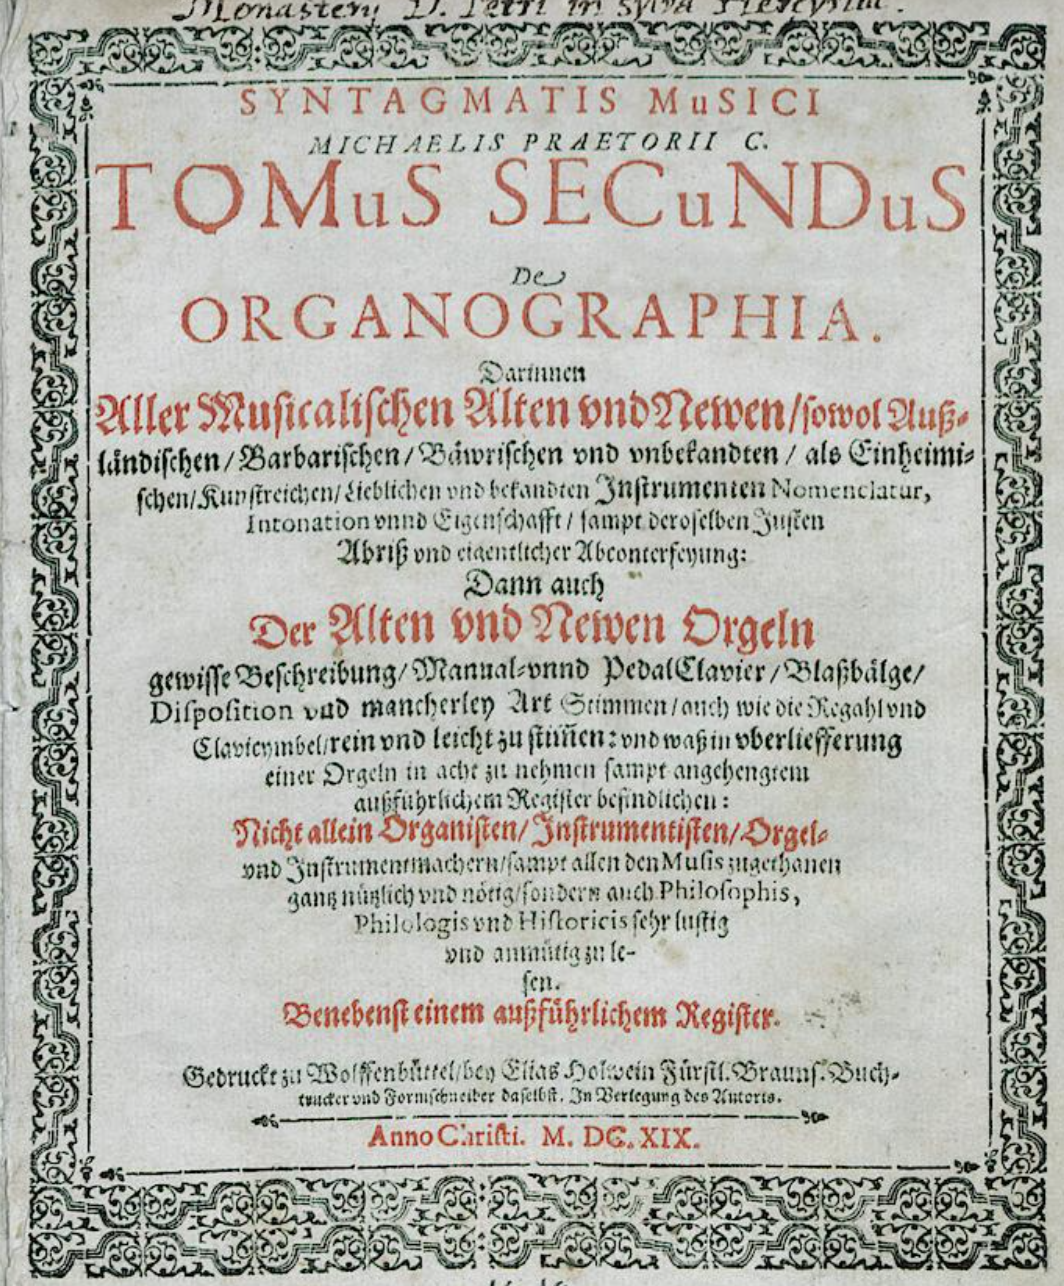 Monasterij D. Petri in Sylva Hercyniae.
SYNTAGMATIS MuSICI
MICHAELIS PRAETORII C.
TOMuS SECuNDuS
De
ORGANOGRAPHIA.
Darinnen
Aller Musicalischen Alten vnd Newen/sowol Auß-
ländischen/Barbarischen/Bäwrischen vnd vnbekandten/als Einheimi-
schen/Kunstreichen/Lieblichen vnd bekandten Instrumenten Nomenclatur,
Intonation vnnd Eigenschafft/sampt deroselben Justen
Abriß vnd eigentlicher Abconterfeyung:
Dann auch
Der Alten vnd Newen Orgeln
gewisse Beschreibung/Manual-vnnd PedalClavier/Blaßbälge/
Disposition vnd mancherley Art Stimmen/auch wie die Regahl vnd
Clavicymbel/rein vnd leicht zu stim̃en: vnd waß in vberliefferung
einer Orgeln in acht zu nehmen sampt angehengtem
außführlichem Register befindlichen:
Nicht allein Organisten/Instrumentisten/Orgel-
vnd Instrumentmachern/sampt allen den Musis zugethanen
gantz nützlich vnd nötig/sondern auch Philosophis,
Philologis vnd Historicis sehr lustig
vnd anmütig zu le-
sen.
Benebenst einem außführlichem Register.
Gedruckt zu Wolffenbüttel/bey Elias Holwein Fürstl. Brauns. Buch-
trucker vnd Formschneider daselbst. In Verlegung des Autoris.
Anno Christi. M. DC. XIX.